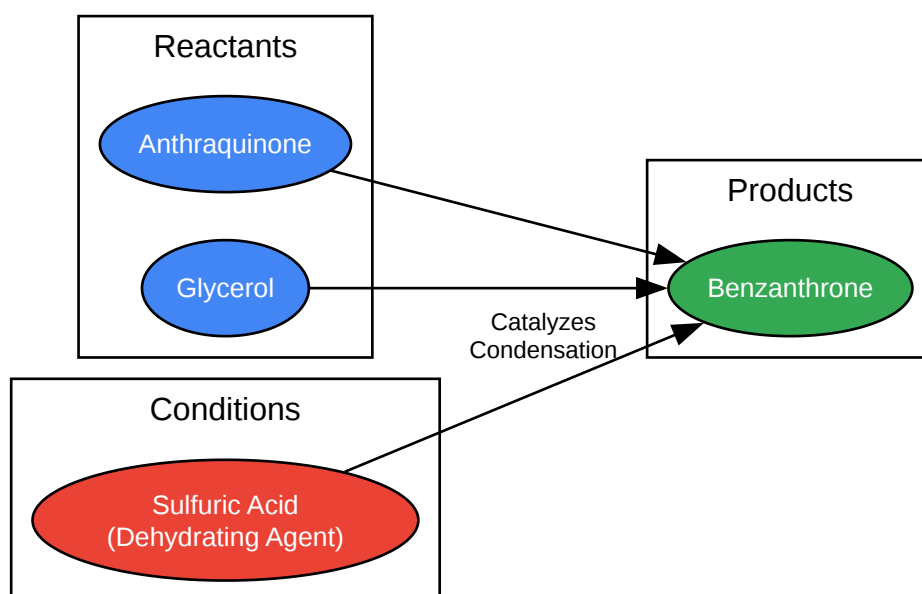 Reactants
Anthraquinone
Glycerol
Products
Benzanthrone
Catalyzes
Condensation
Conditions
Sulfuric Acid
(Dehydrating Agent)